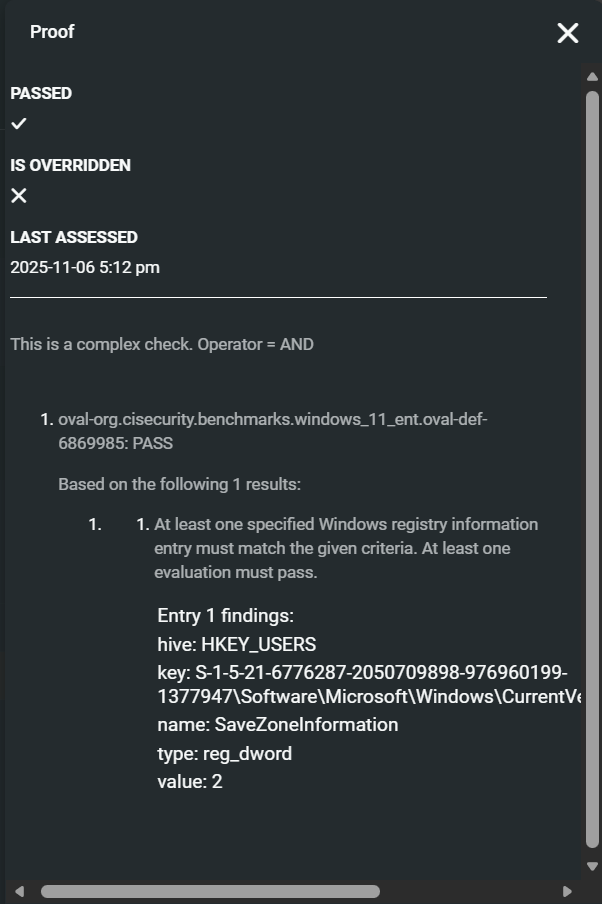 Proof
PASSED
IS OVERRIDDEN
LAST ASSESSED
2025-11-06 5:12 pm
This is a complex check. Operator = AND
1. oval-org.cisecurity.benchmarks.windows_11_ent.oval-def-
6869985: PASS
Based on the following 1 results:
1. 1. At least one specified Windows registry information
entry must match the given criteria. At least one
evaluation must pass.
Entry 1 findings:
hive: HKEY_USERS
key: S-1-5-21-6776287-2050709898-976960199-
1377947\Software\Microsoft\Windows\CurrentVe
name: SaveZoneInformation
type: reg_dword
value: 2